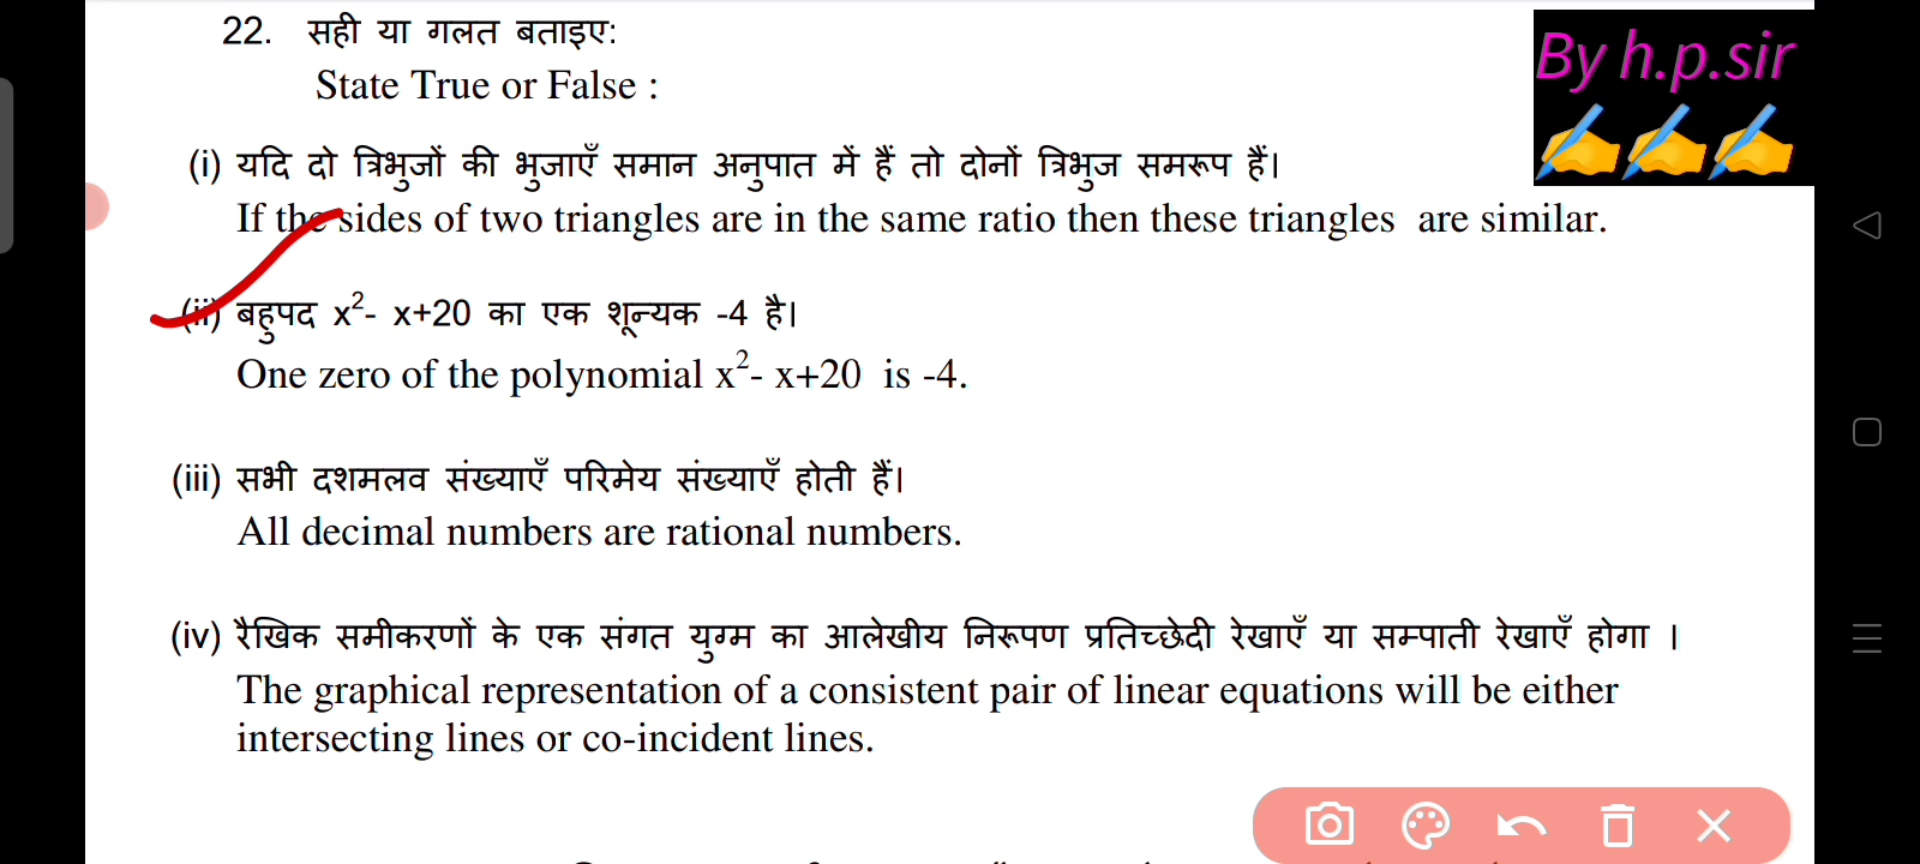 22. सही या गलत बताइए:
State True or False :
By h.p.sir
(i) यदि दो त्रिभुजों की भुजाएँ समान अनुपात में हैं तो दोनों त्रिभुज समरूप हैं।
If the sides of two triangles are in the same ratio then these triangles are similar.
(ii) बहुपद x²- x+20 का एक शून्यक -4 है।
One zero of the polynomial x²- x+20 is -4.
(iii) सभी दशमलव संख्याएँ परिमेय संख्याएँ होती हैं।
All decimal numbers are rational numbers.
(iv) रैखिक समीकरणों के एक संगत युग्म का आलेखीय निरूपण प्रतिच्छेदी रेखाएँ या सम्पाती रेखाएँ होगा ।
The graphical representation of a consistent pair of linear equations will be either
intersecting lines or co-incident lines.